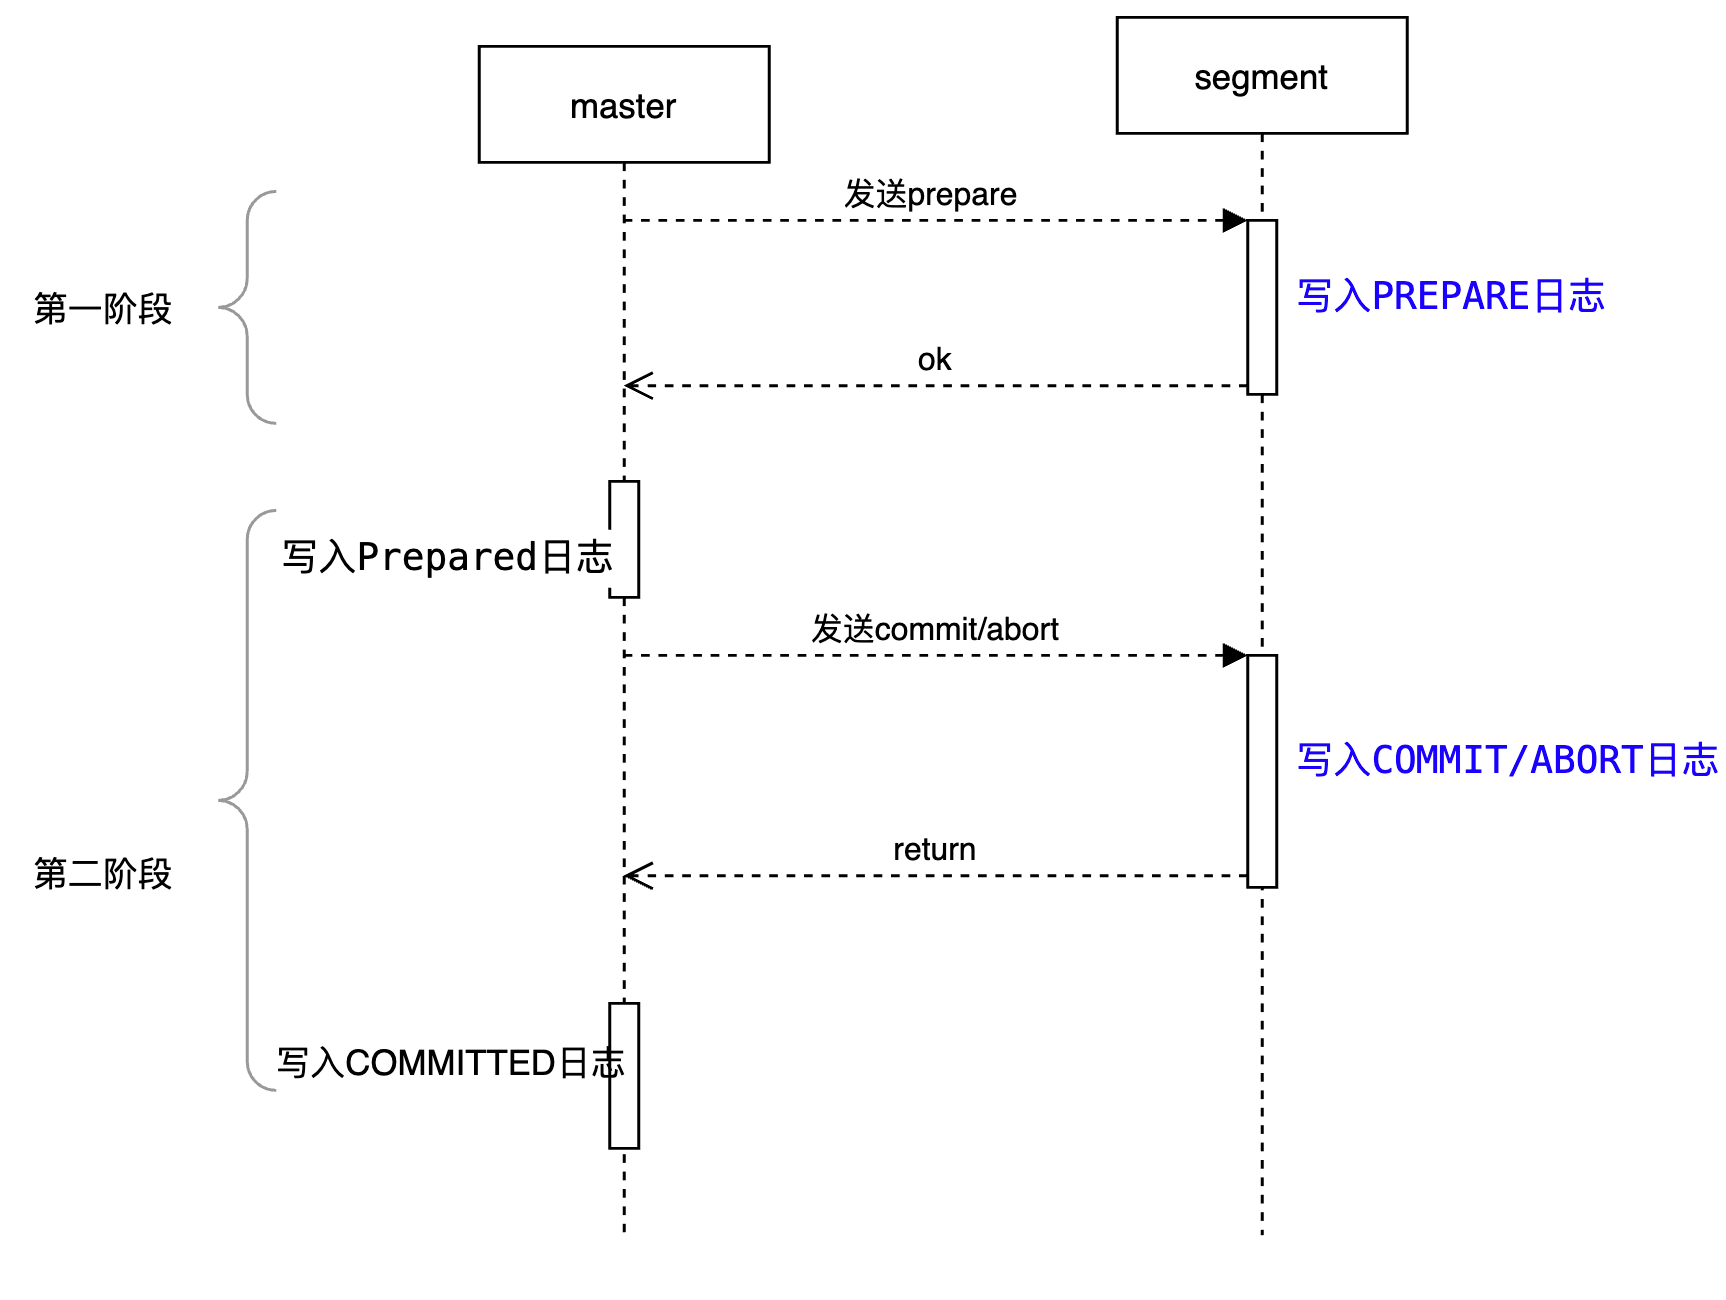 segment
master
发送prepare
写入PREPARE日志
第一阶段
ok
写入Prepared日志
发送commit/abort
写入COMMIT/ABORT日志
return
第二阶段
写入COMMITTED日志